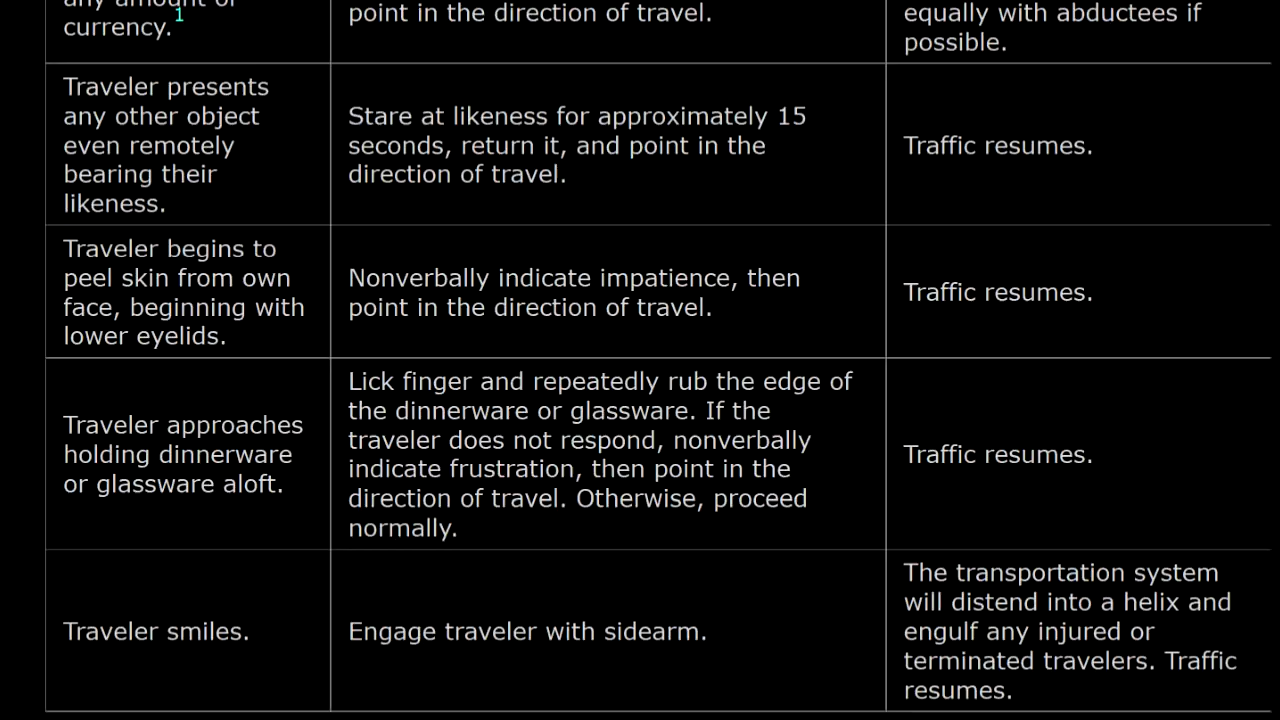 any amount of
currency.1
point in the direction of travel.
equally with abductees if
possible.
Traveler presents
any other object
even remotely
bearing their
likeness.
Stare at likeness for approximately 15
seconds, return it, and point in the
direction of travel.
Traffic resumes.
Traveler begins to
peel skin from own
face, beginning with
lower eyelids.
Nonverbally indicate impatience, then
point in the direction of travel.
Traffic resumes.
Traveler approaches
holding dinnerware
or glassware aloft.
Lick finger and repeatedly rub the edge of
the dinnerware or glassware. If the
traveler does not respond, nonverbally
indicate frustration, then point in the
direction of travel. Otherwise, proceed
normally.
Traffic resumes.
Traveler smiles.
Engage traveler with sidearm.
The transportation system
will distend into a helix and
engulf any injured or
terminated travelers. Traffic
resumes.